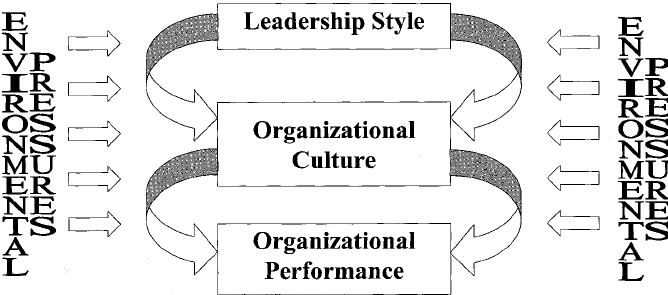 ENVIRONMENTAL
PRESSURES
Leadership Style
Organizational
Culture
Organizational
Performance
ENVIRONMENTAL
PRESSURES